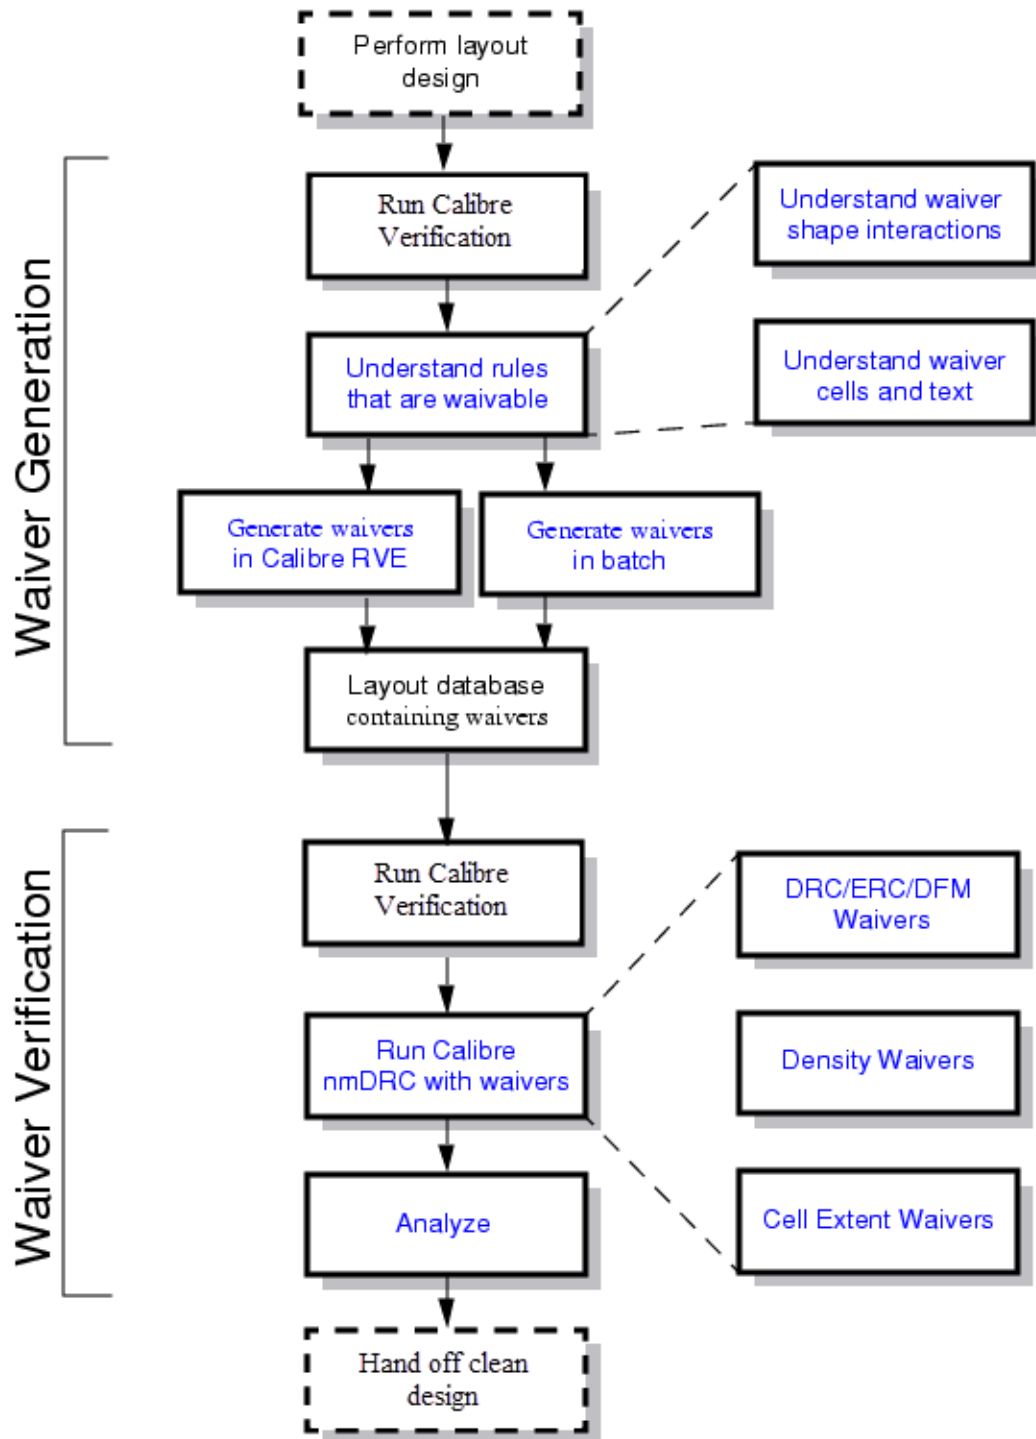 Perform layout
design
Waiver Generation
Run Calibre
Verification
Understand waiver
shape interactions
Understand rules
that are waivable
Understand waiver
cells and text
Generate waivers
in Calibre RVE
Generate waivers
in batch
Layout database
containing waivers
Waiver Verification
Run Calibre
Verification
DRC/ERC/DFM
Waivers
Run Calibre
nmDRC with waivers
Density Waivers
Analyze
Cell Extent Waivers
Hand off clean
design